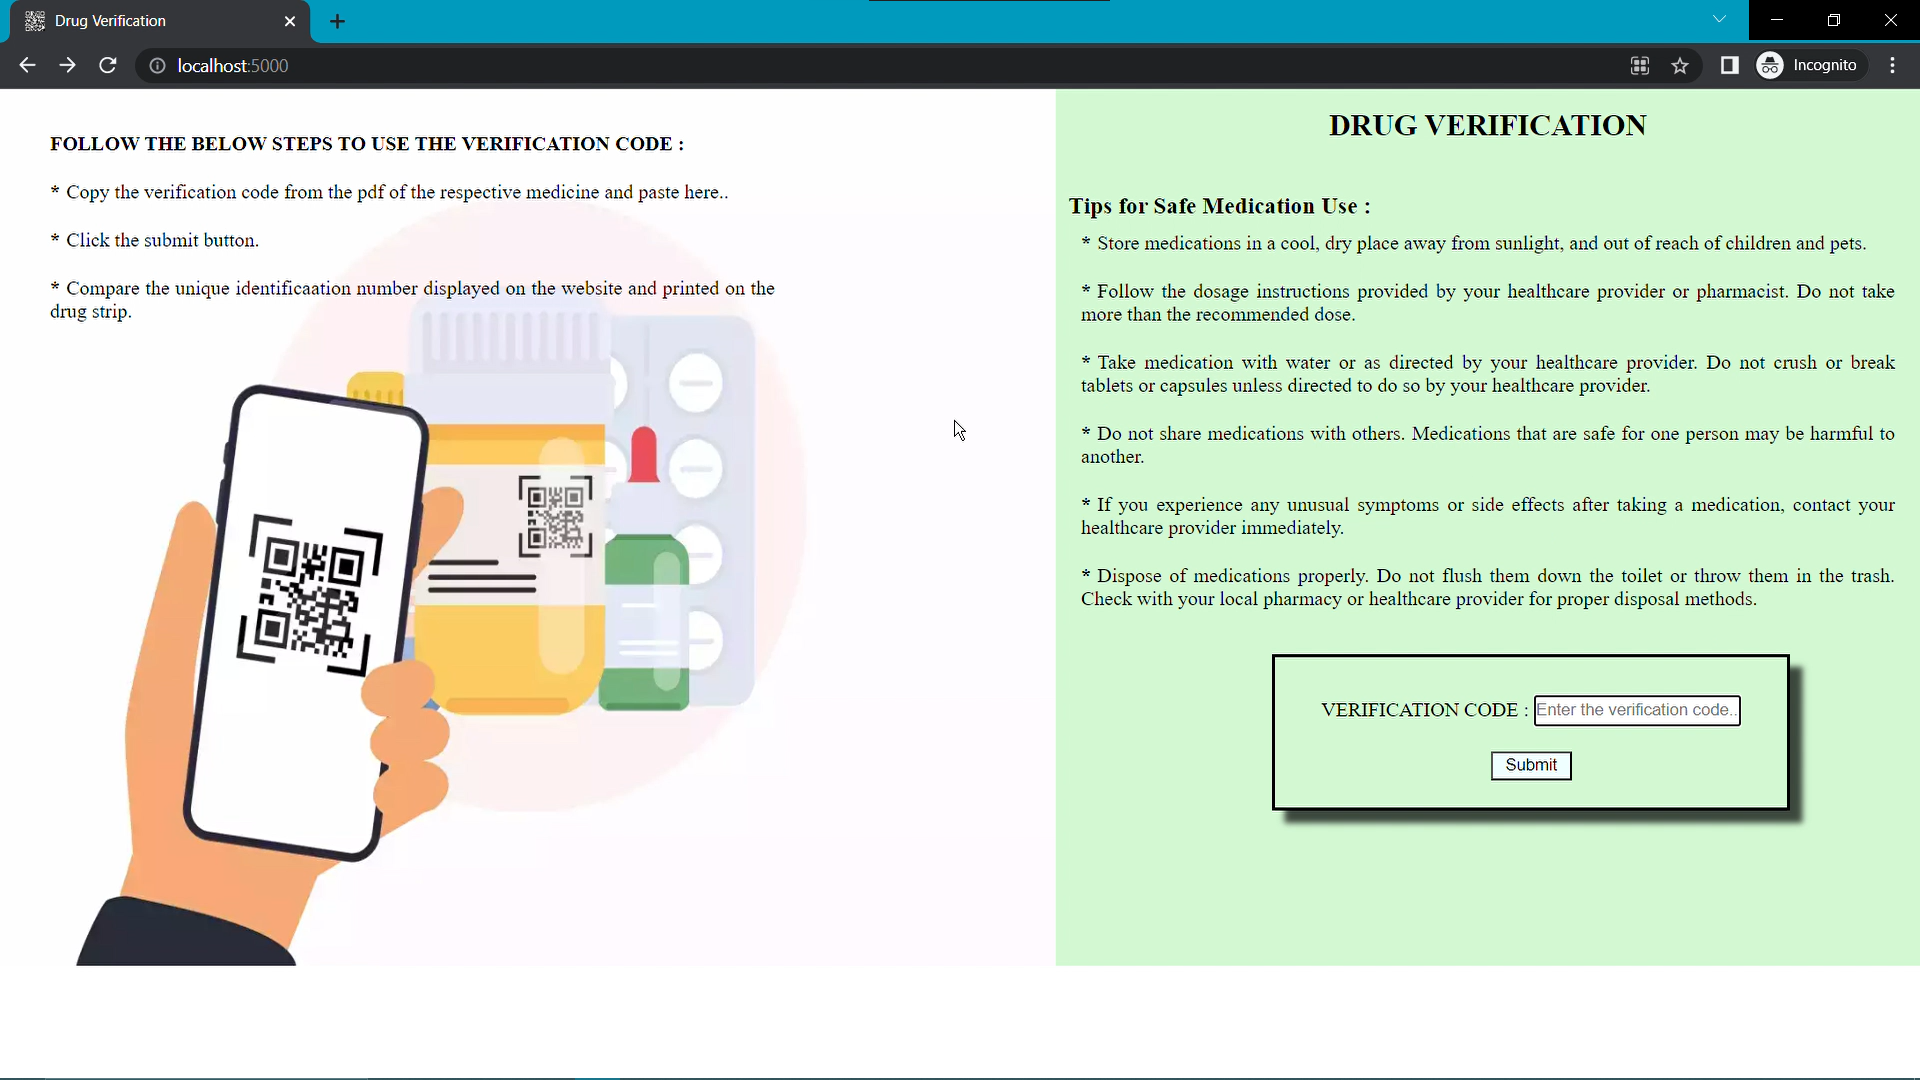 Drug Verification
localhost:5000
Incognito
FOLLOW THE BELOW STEPS TO USE THE VERIFICATION CODE :
* Copy the verification code from the pdf of the respective medicine and paste here..
* Click the submit button.
* Compare the unique identificaation number displayed on the website and printed on the
drug strip.
DRUG VERIFICATION
Tips for Safe Medication Use :
* Store medications in a cool, dry place away from sunlight, and out of reach of children and pets.
* Follow the dosage instructions provided by your healthcare provider or pharmacist. Do not take
more than the recommended dose.
* Take medication with water or as directed by your healthcare provider. Do not crush or break
tablets or capsules unless directed to do so by your healthcare provider.
* Do not share medications with others. Medications that are safe for one person may be harmful to
another.
* If you experience any unusual symptoms or side effects after taking a medication, contact your
healthcare provider immediately.
* Dispose of medications properly. Do not flush them down the toilet or throw them in the trash.
Check with your local pharmacy or healthcare provider for proper disposal methods.
VERIFICATION CODE : Enter the verification code..
Submit